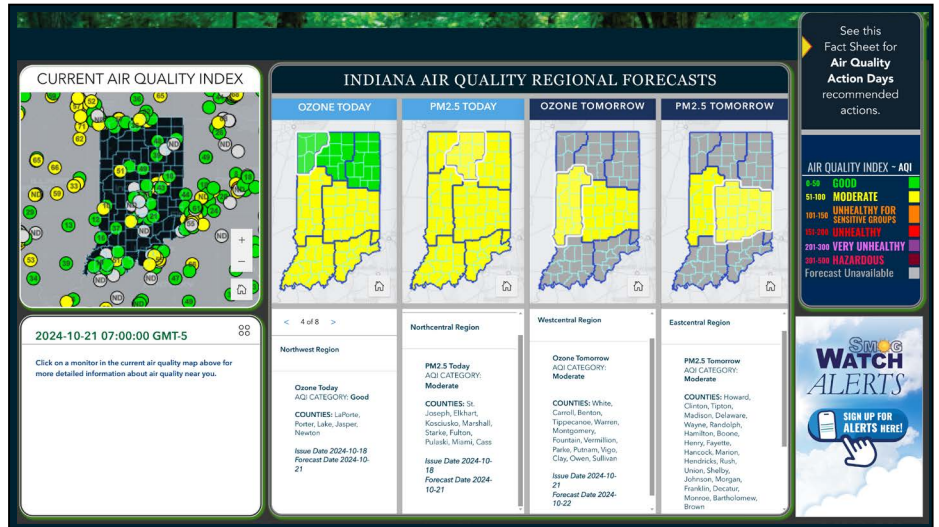 See this
Fact Sheet for
Air Quality
Action Days
recommended
actions.
CURRENT AIR QUALITY INDEX
INDIANA AIR QUALITY REGIONAL FORECASTS
OZONE TODAY
PM2.5 TODAY
OZONE TOMORROW
PM2.5 TOMORROW
AIR QUALITY INDEX - AQI
0-50 GOOD
51-100 MODERATE
101-150 UNHEALTHY FOR
SENSITIVE GROUPS
151-200 UNHEALTHY
201-300 VERY UNHEALTHY
301-500 HAZARDOUS
Forecast Unavailable
2024-10-21 07:00:00 GMT-5
Click on a monitor in the current air quality map above for
more detailed information about air quality near you.
< 4 of 8 >
Northwest Region
Ozone Today
AQI CATEGORY: Good
COUNTIES: LaPorte,
Porter, Lake, Jasper,
Newton
Issue Date 2024-10-18
Forecast Date 2024-10-
21
Northcentral Region
PM2.5 Today
AQI CATEGORY:
Moderate
COUNTIES: St.
Joseph, Elkhart,
Kosciusko, Marshall,
Starke, Fulton,
Pulaski, Miami, Cass
Issue Date 2024-10-
18
Forecast Date 2024-
10-21
Westcentral Region
Ozone Tomorrow
AQI CATEGORY:
Moderate
COUNTIES: White,
Carroll, Benton,
Tippecanoe, Warren,
Montgomery,
Fountain, Vermillion,
Parke, Putnam, Vigo,
Clay, Owen, Sullivan
Issue Date 2024-10-
21
Forecast Date 2024-
10-22
Eastcentral Region
PM2.5 Tomorrow
AQI CATEGORY:
Moderate
COUNTIES: Howard,
Clinton, Tipton,
Madison, Delaware,
Wayne, Randolph,
Hamilton, Boone,
Henry, Fayette,
Hancock, Marion,
Hendricks, Rush,
Union, Shelby,
Johnson, Morgan,
Franklin, Decatur,
Monroe, Bartholomew,
Brown
SMOG
WATCH
ALERTS
SIGN UP FOR
ALERTS HERE!